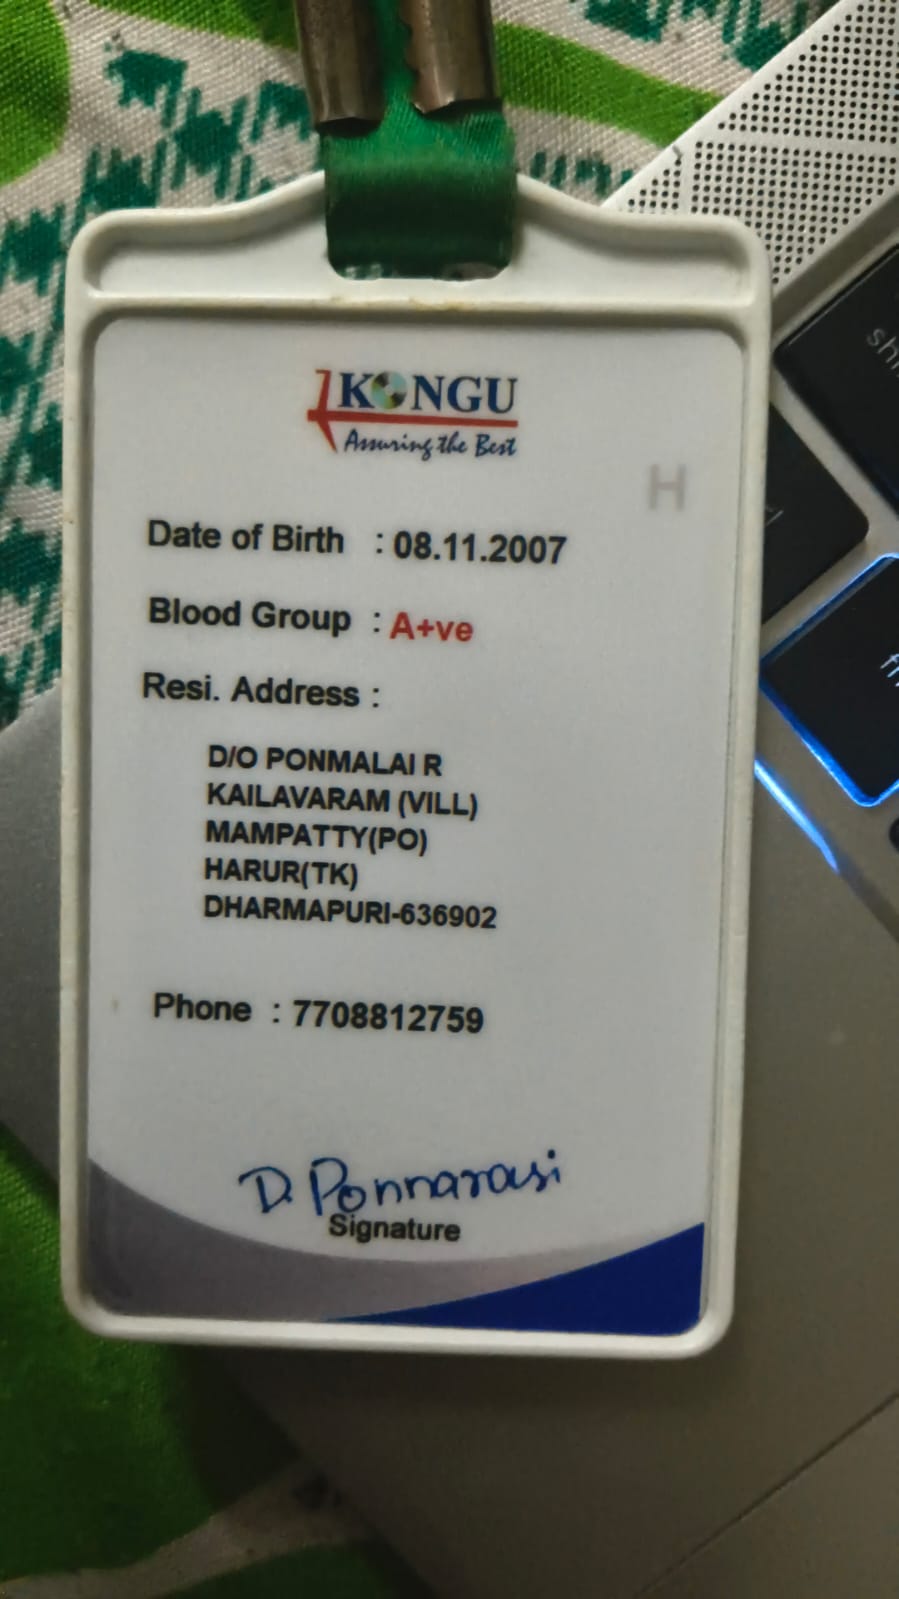 KONGU
Assuring the Best
H
Date of Birth : 08.11.2007
Blood Group : A+ve
Resi. Address :
D/O PONMALAI R
KAILAVARAM (VILL)
MAMPATTY(PO)
HARUR(TK)
DHARMAPURI-636902
Phone : 7708812759
D. Ponnarasi
Signature